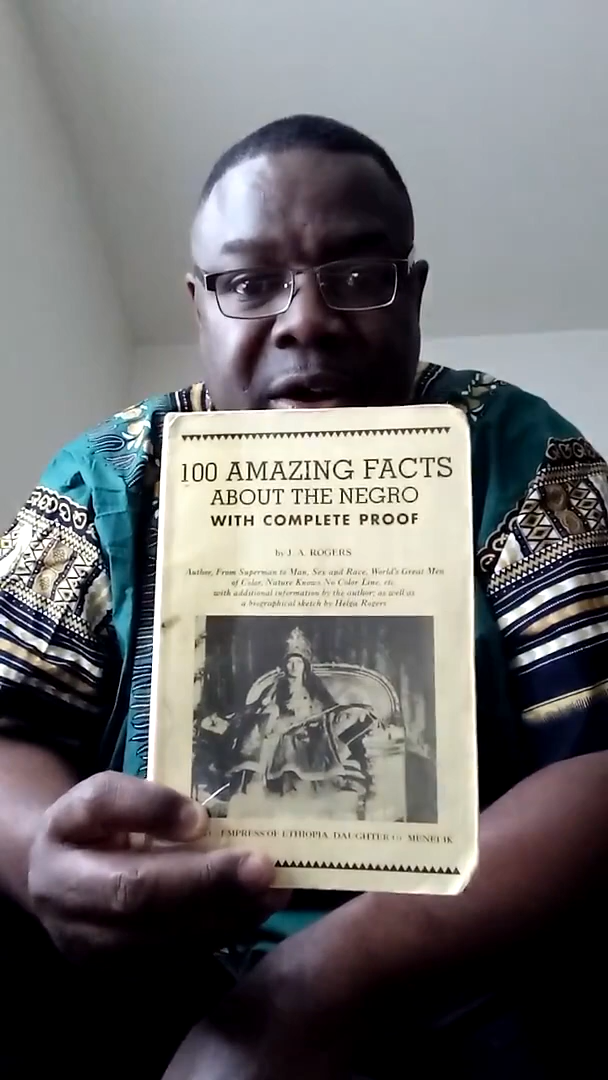 100 AMAZING FACTS
ABOUT THE NEGRO
WITH COMPLETE PROOF
by J. A. ROGERS
Author, From Superman to Man, Sex and Race, World's Great Men
of Color, Nature Knows No Color Line, etc
with additional information by the author; as well as
a biographical sketch by Helga Rogers
EMPRESS OF ETHIOPIA, DAUGHTER OF MENELIK